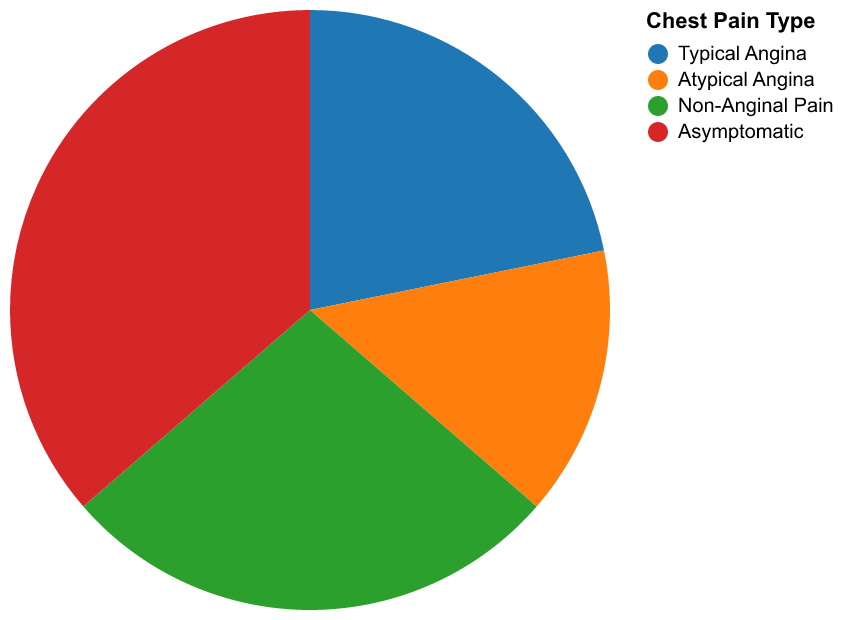 Chest Pain Type
Typical Angina
Atypical Angina
Non-Anginal Pain
Asymptomatic